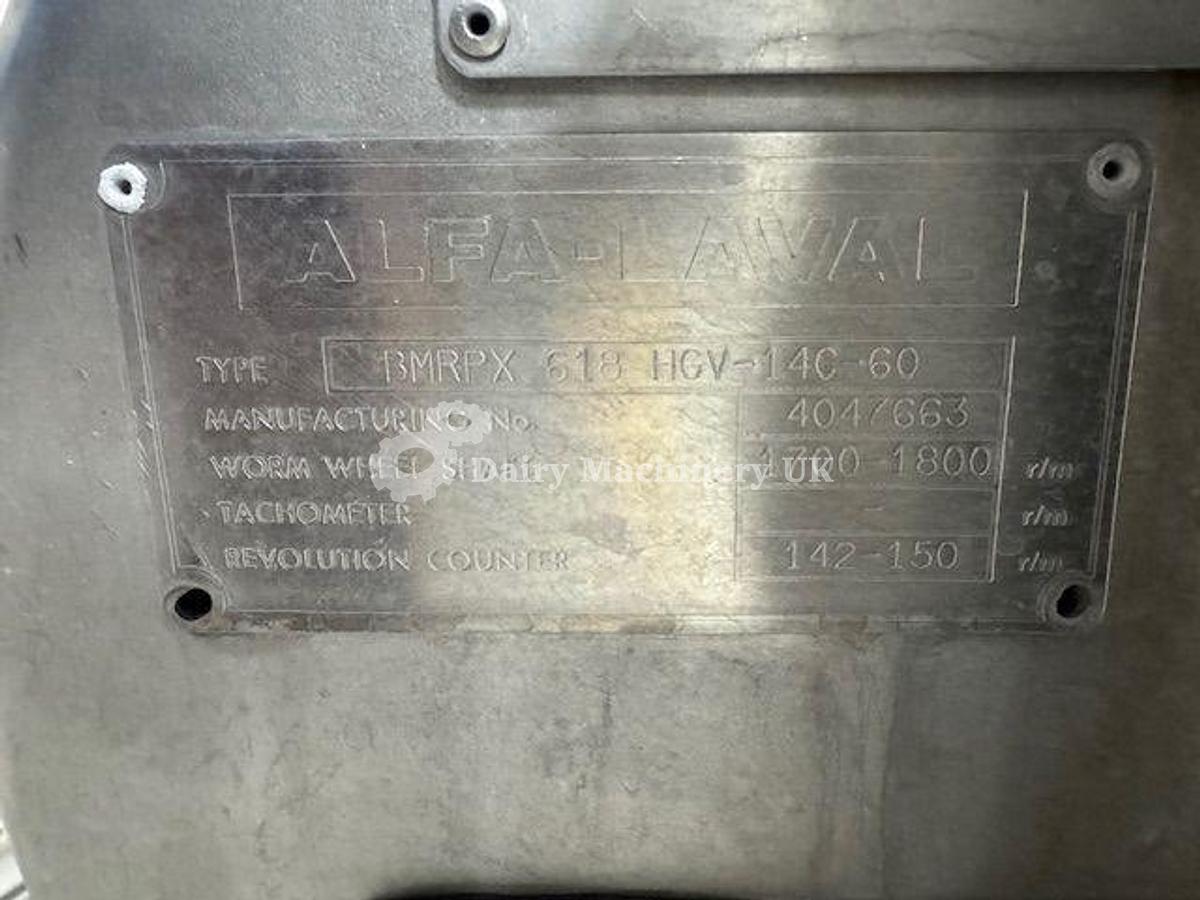 ALFA-LAVAL
TYPE BMRPX 618 HGV-14C-60
MANUFACTURING No. 4047663
WORM WHEEL 1800 r/m
S Dairy Machinery UK
TACHOMETER r/m
REVOLUTION COUNTER 142-150 r/m